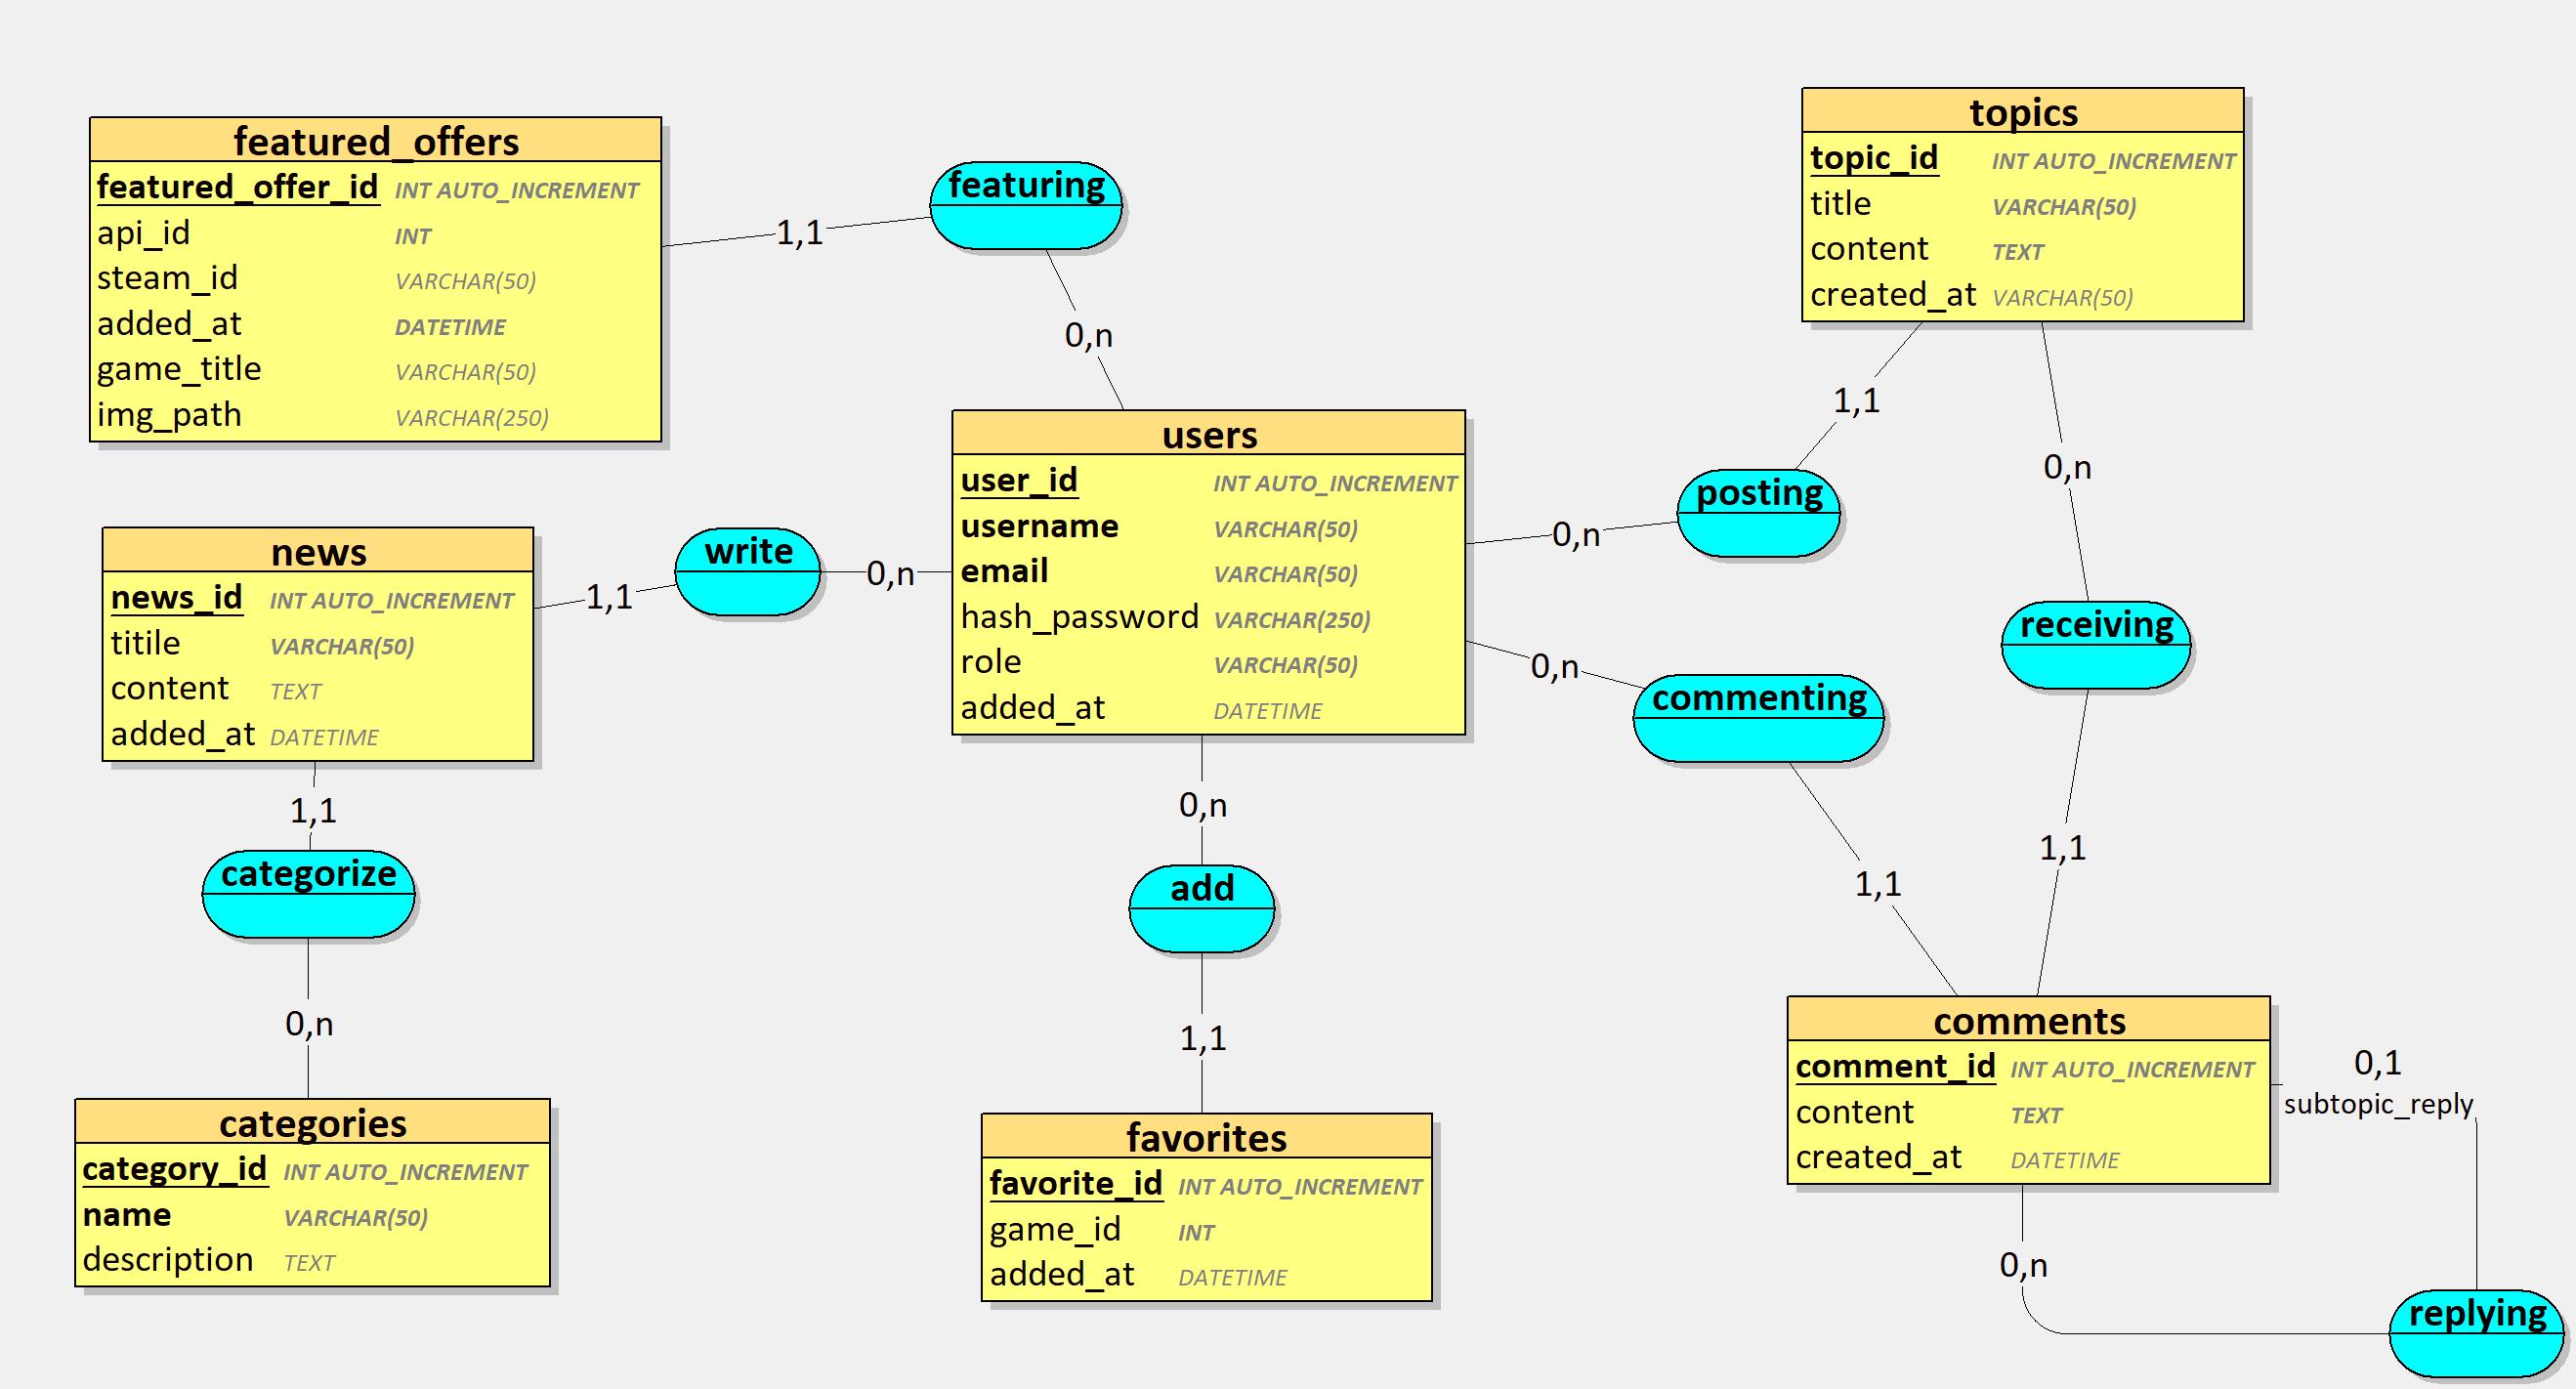 featured_offers
featured_offer_id INT AUTO_INCREMENT
api_id INT
steam_id VARCHAR(50)
added_at DATETIME
game_title VARCHAR(50)
img_path VARCHAR(250)
1,1
featuring
0,n
topics
topic_id INT AUTO_INCREMENT
title VARCHAR(50)
content TEXT
created_at VARCHAR(50)
users
user_id INT AUTO_INCREMENT
username VARCHAR(50)
email VARCHAR(50)
hash_password VARCHAR(250)
role VARCHAR(50)
added_at DATETIME
1,1
posting
0,n
0,n
receiving
1,1
0,n
commenting
1,1
news
news_id INT AUTO_INCREMENT
titile VARCHAR(50)
content TEXT
added_at DATETIME
1,1
write
0,n
1,1
categorize
0,n
categories
category_id INT AUTO_INCREMENT
name VARCHAR(50)
description TEXT
0,n
add
1,1
favorites
favorite_id INT AUTO_INCREMENT
game_id INT
added_at DATETIME
comments
comment_id INT AUTO_INCREMENT
content TEXT
created_at DATETIME
0,1
subtopic_reply
0,n
replying